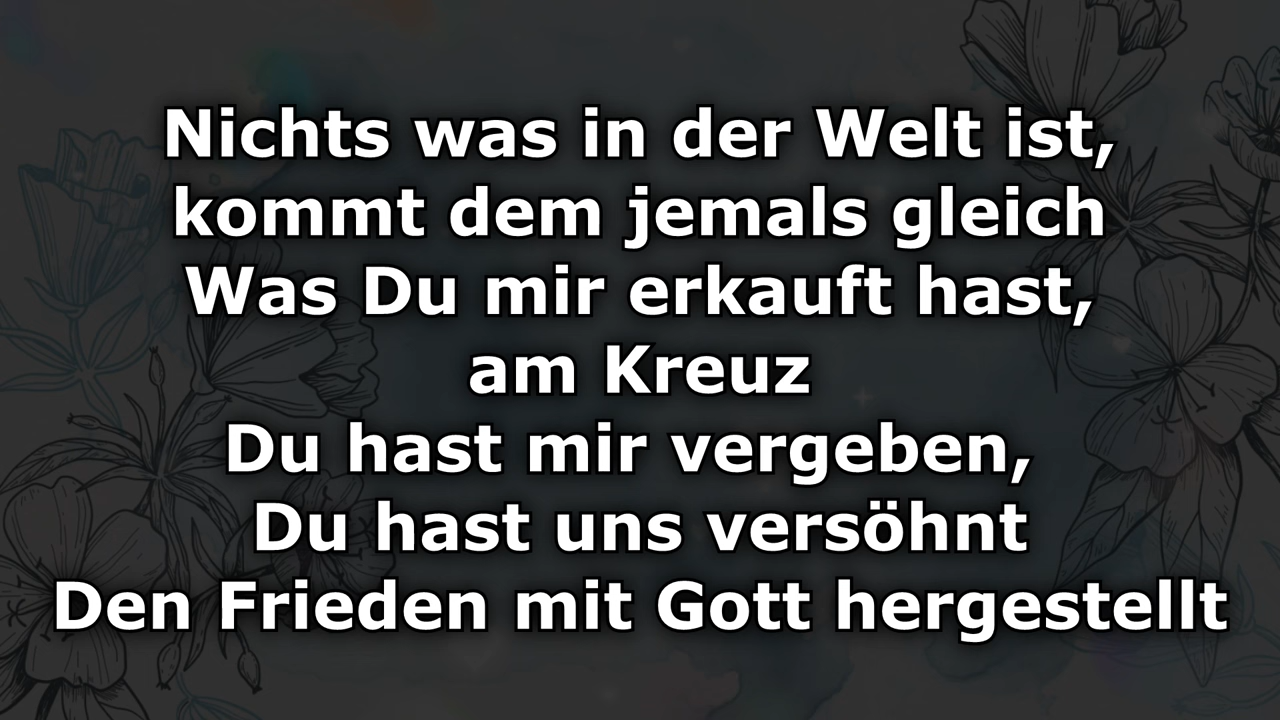 Nichts was in der Welt ist,
kommt dem jemals gleich
Was Du mir erkauft hast,
am Kreuz
Du hast mir vergeben,
Du hast uns versöhnt
Den Frieden mit Gott hergestellt